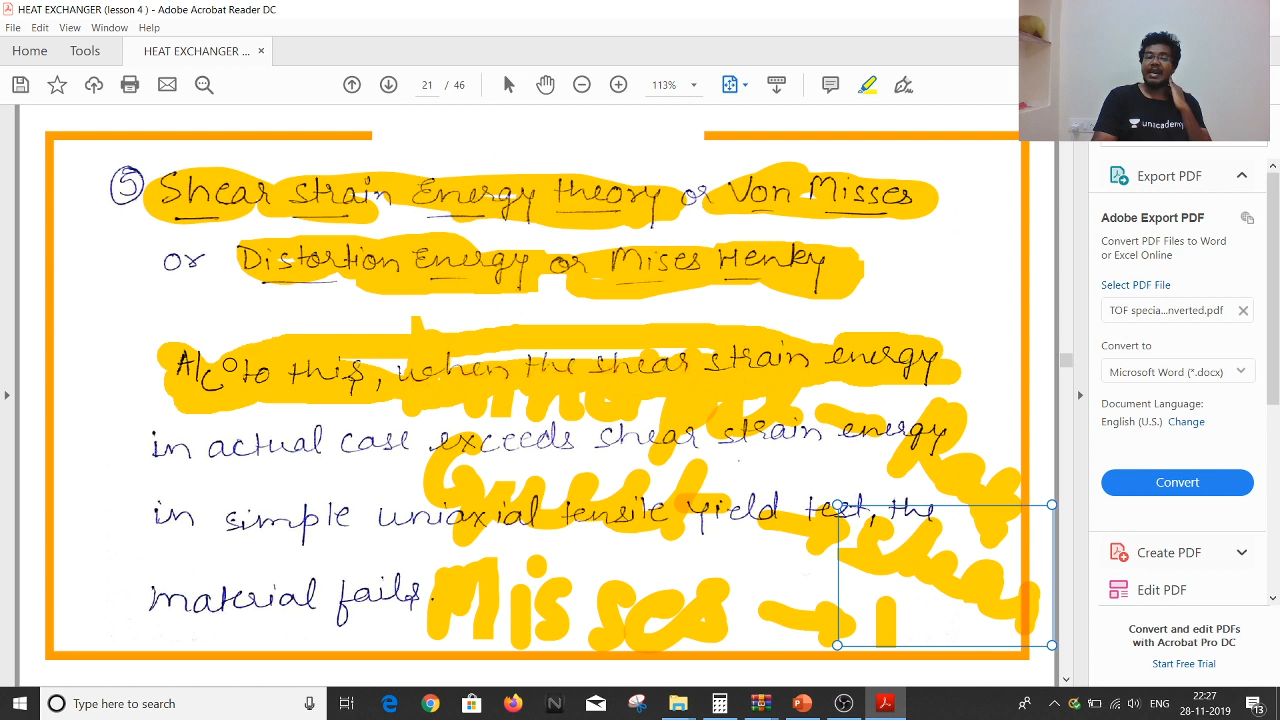 HEAT EXCHANGER (lesson 4 ) - Adobe Acrobat Reader DC
File Edit View Window Help
Home Tools HEAT EXCHANGER ... ×
21 / 46 113%
unacademy
⑤ Shear strain Energy theory or Von Misses
or Distortion Energy or Mises Henky
A/c to this, when the shear strain energy
in actual case exceeds shear strain energy
in simple uniaxial tensile yield test, the
material fails.
Guest
Misses →
Export PDF
Adobe Export PDF
Convert PDF Files to Word
or Excel Online
Select PDF File
TOF specia...nverted.pdf
Convert to
Microsoft Word (*.docx)
Document Language:
English (U.S.) Change
Convert
Create PDF
Edit PDF
Convert and edit PDFs
with Acrobat Pro DC
Start Free Trial
Type here to search
ENG
22:27
28-11-2019
13